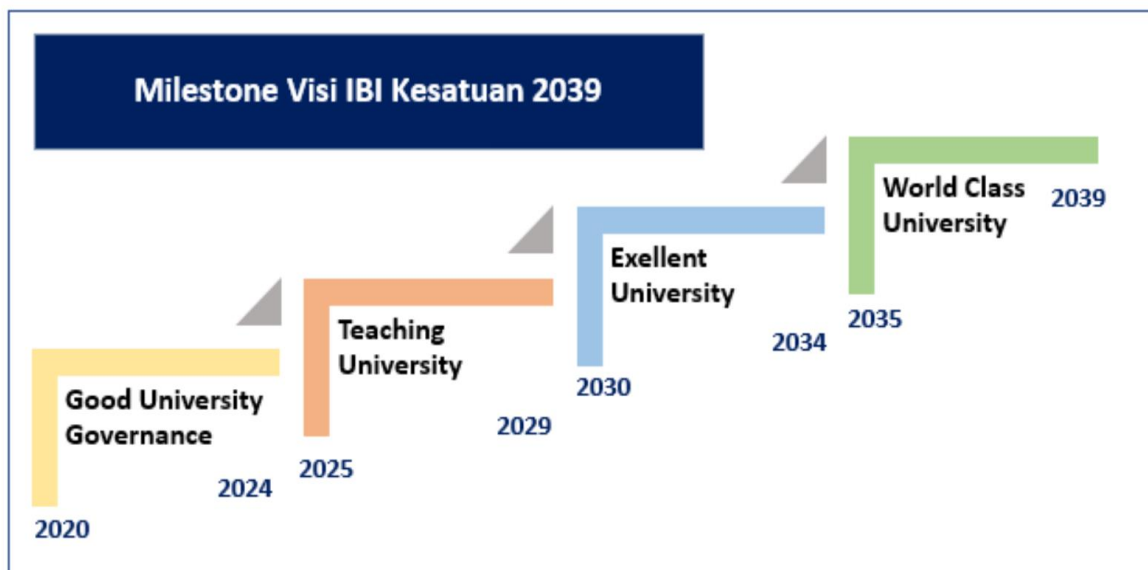 Milestone Visi IBI Kesatuan 2039
Good University
Governance
2020
2024
Teaching
University
2025
2029
Exellent
University
2030
2034
World Class
University
2035
2039